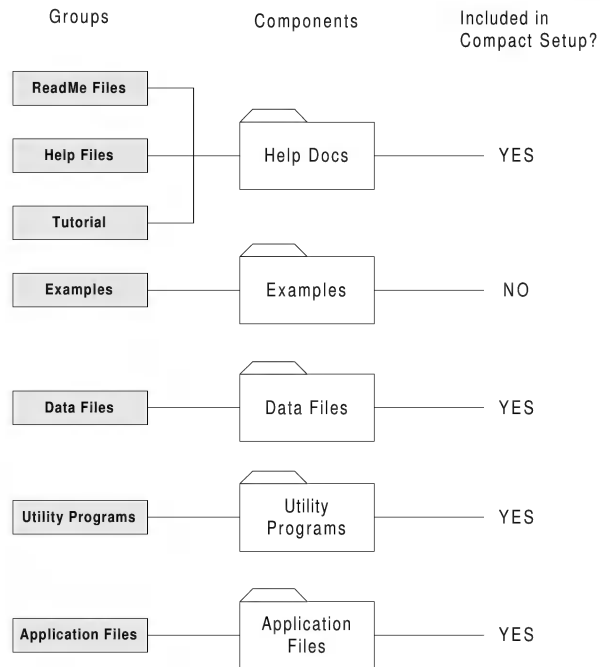 Groups
Components
Included in
Compact Setup?
ReadMe Files
Help Files
Help Docs
YES
Tutorial
Examples
Examples
NO
Data Files
Data Files
YES
Utility Programs
Utility
Programs
YES
Application Files
Application
Files
YES